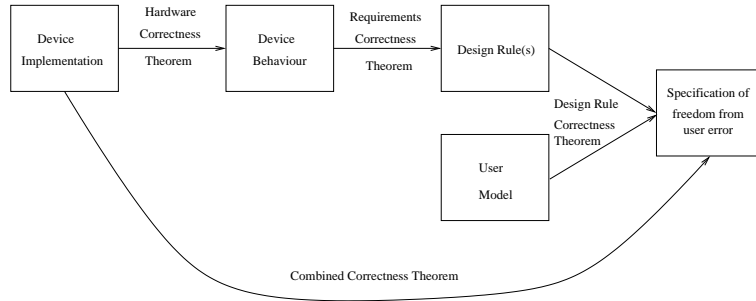 Device
Implementation
Hardware
Correctness
Theorem
Device
Behaviour
Requirements
Correctness
Theorem
Design Rule(s)
Design Rule
Correctness
Theorem
User
Model
Specification of
freedom from
user error
Combined Correctness Theorem